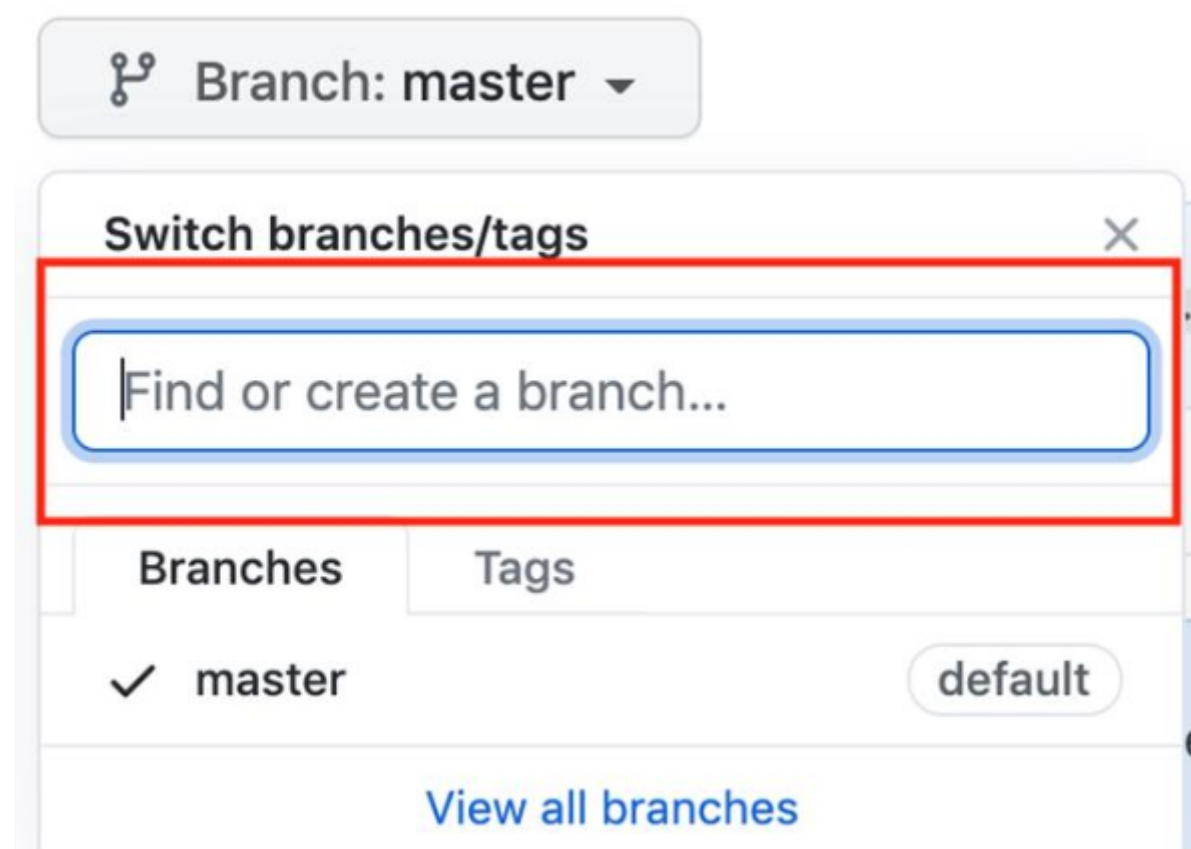 Branch: master
Switch branches/tags
Find or create a branch...
Branches Tags
master default
View all branches